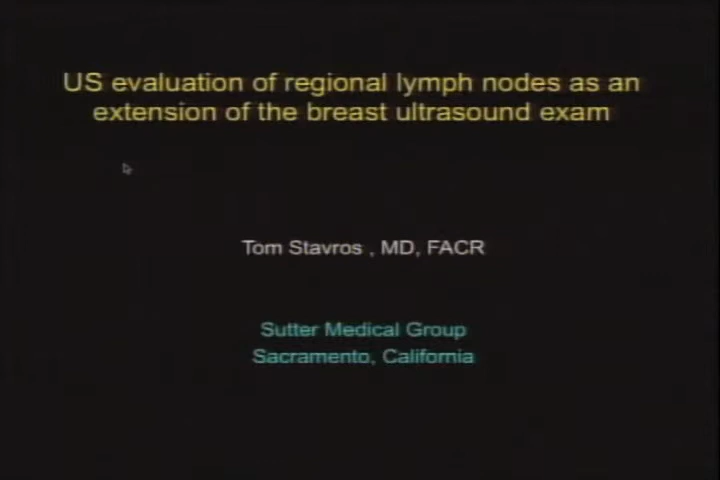 US evaluation of regional lymph nodes as an
extension of the breast ultrasound exam
Tom Stavros , MD, FACR
Sutter Medical Group
Sacramento, California